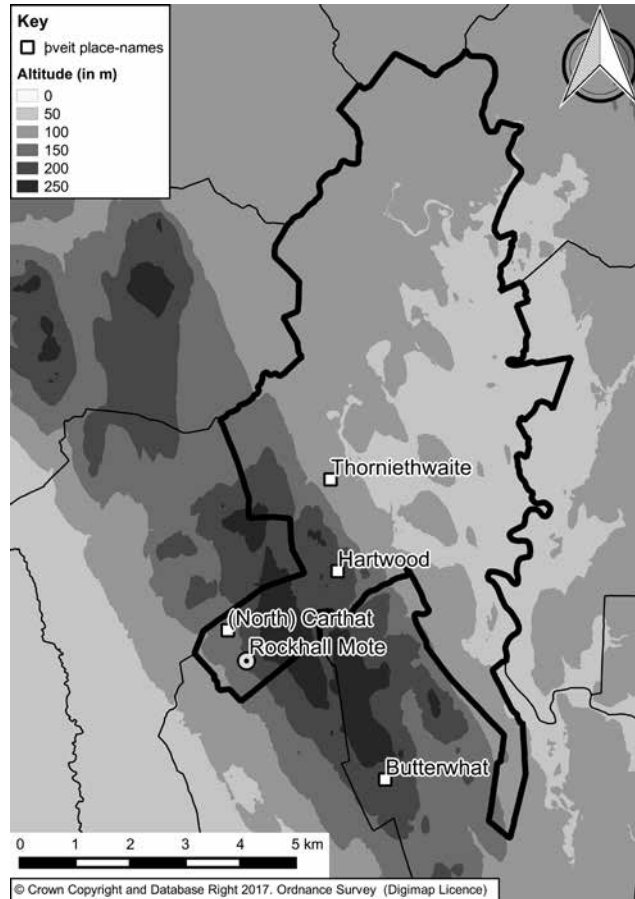 Key
þveit place-names
Altitude (in m)
0
50
100
150
200
250
Thorniethwaite
Hartwood
(North) Carthat
Rockhall Mote
Butterwhat
0 1 2 3 4 5 km
© Crown Copyright and Database Right 2017. Ordnance Survey (Digimap Licence)